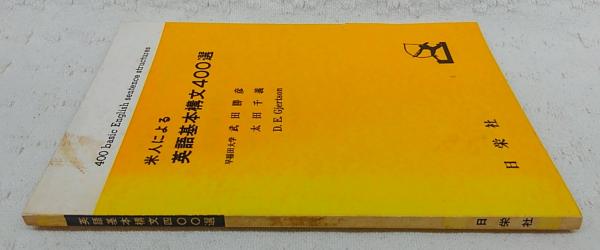 400 basic English sentence structures
米人による
英語基本構文400選
早稲田大学 武田勝彦
太田千義
D. E. Gjertson
日栄社
英語基本構文四〇〇選
日栄社